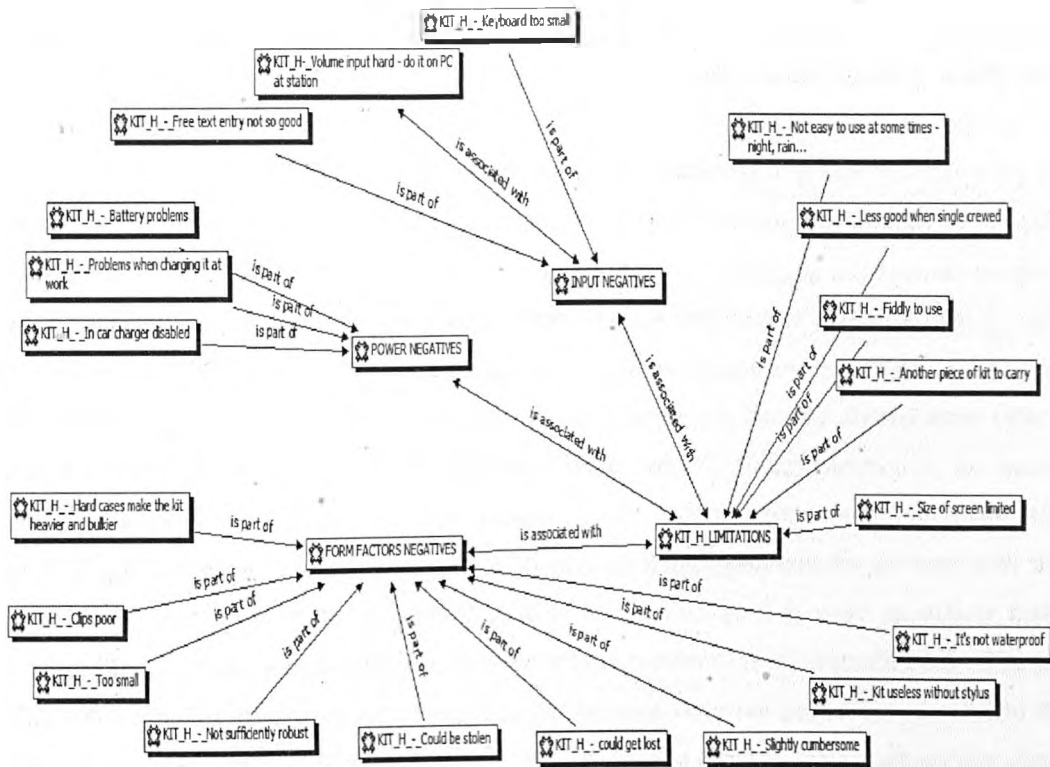 KIT_H_-_Keyboard too small
KIT_H-_Volume input hard - do it on PC
at station
KIT_H_-_Free text entry not so good
KIT_H_-_Not easy to use at some times -
night, rain...
is part of
is associated with
is part of
KIT_H_-_Battery problems
KIT_H_-_Less good when single crewed
KIT_H_-_Problems when charging it at
work
is part of
INPUT NEGATIVES
is part of
KIT_H_-_Fiddly to use
KIT_H_-_In car charger disabled
is part of
POWER NEGATIVES
is part of
is part of
KIT_H_-_Another piece of kit to carry
is associated with
is part of
is associated with
is part of
KIT_H_-_Hard cases make the kit
heavier and bulkier
is part of
KIT_H_-_Size of screen limited
is part of
FORM FACTORS NEGATIVES
is associated with
KIT_H_LIMITATIONS
is part of
is part of
KIT_H_-_Clips poor
is part of
is part of
is part of
is part of
is part of
is part of
is part of
KIT_H_-_It's not waterproof
KIT_H_-_Too small
KIT_H_-_Kit useless without stylus
KIT_H_-_Not sufficiently robust
KIT_H_-_Could be stolen
KIT_H_-_could get lost
KIT_H_-_Slightly cumbersome